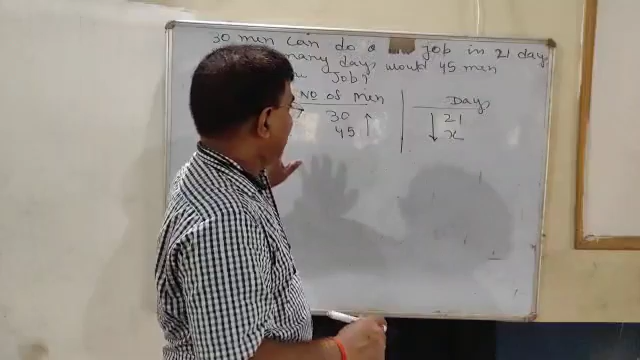 30 men can do a job in 21 days
many days would 45 men
job?
No of men Days
30 21
45 x